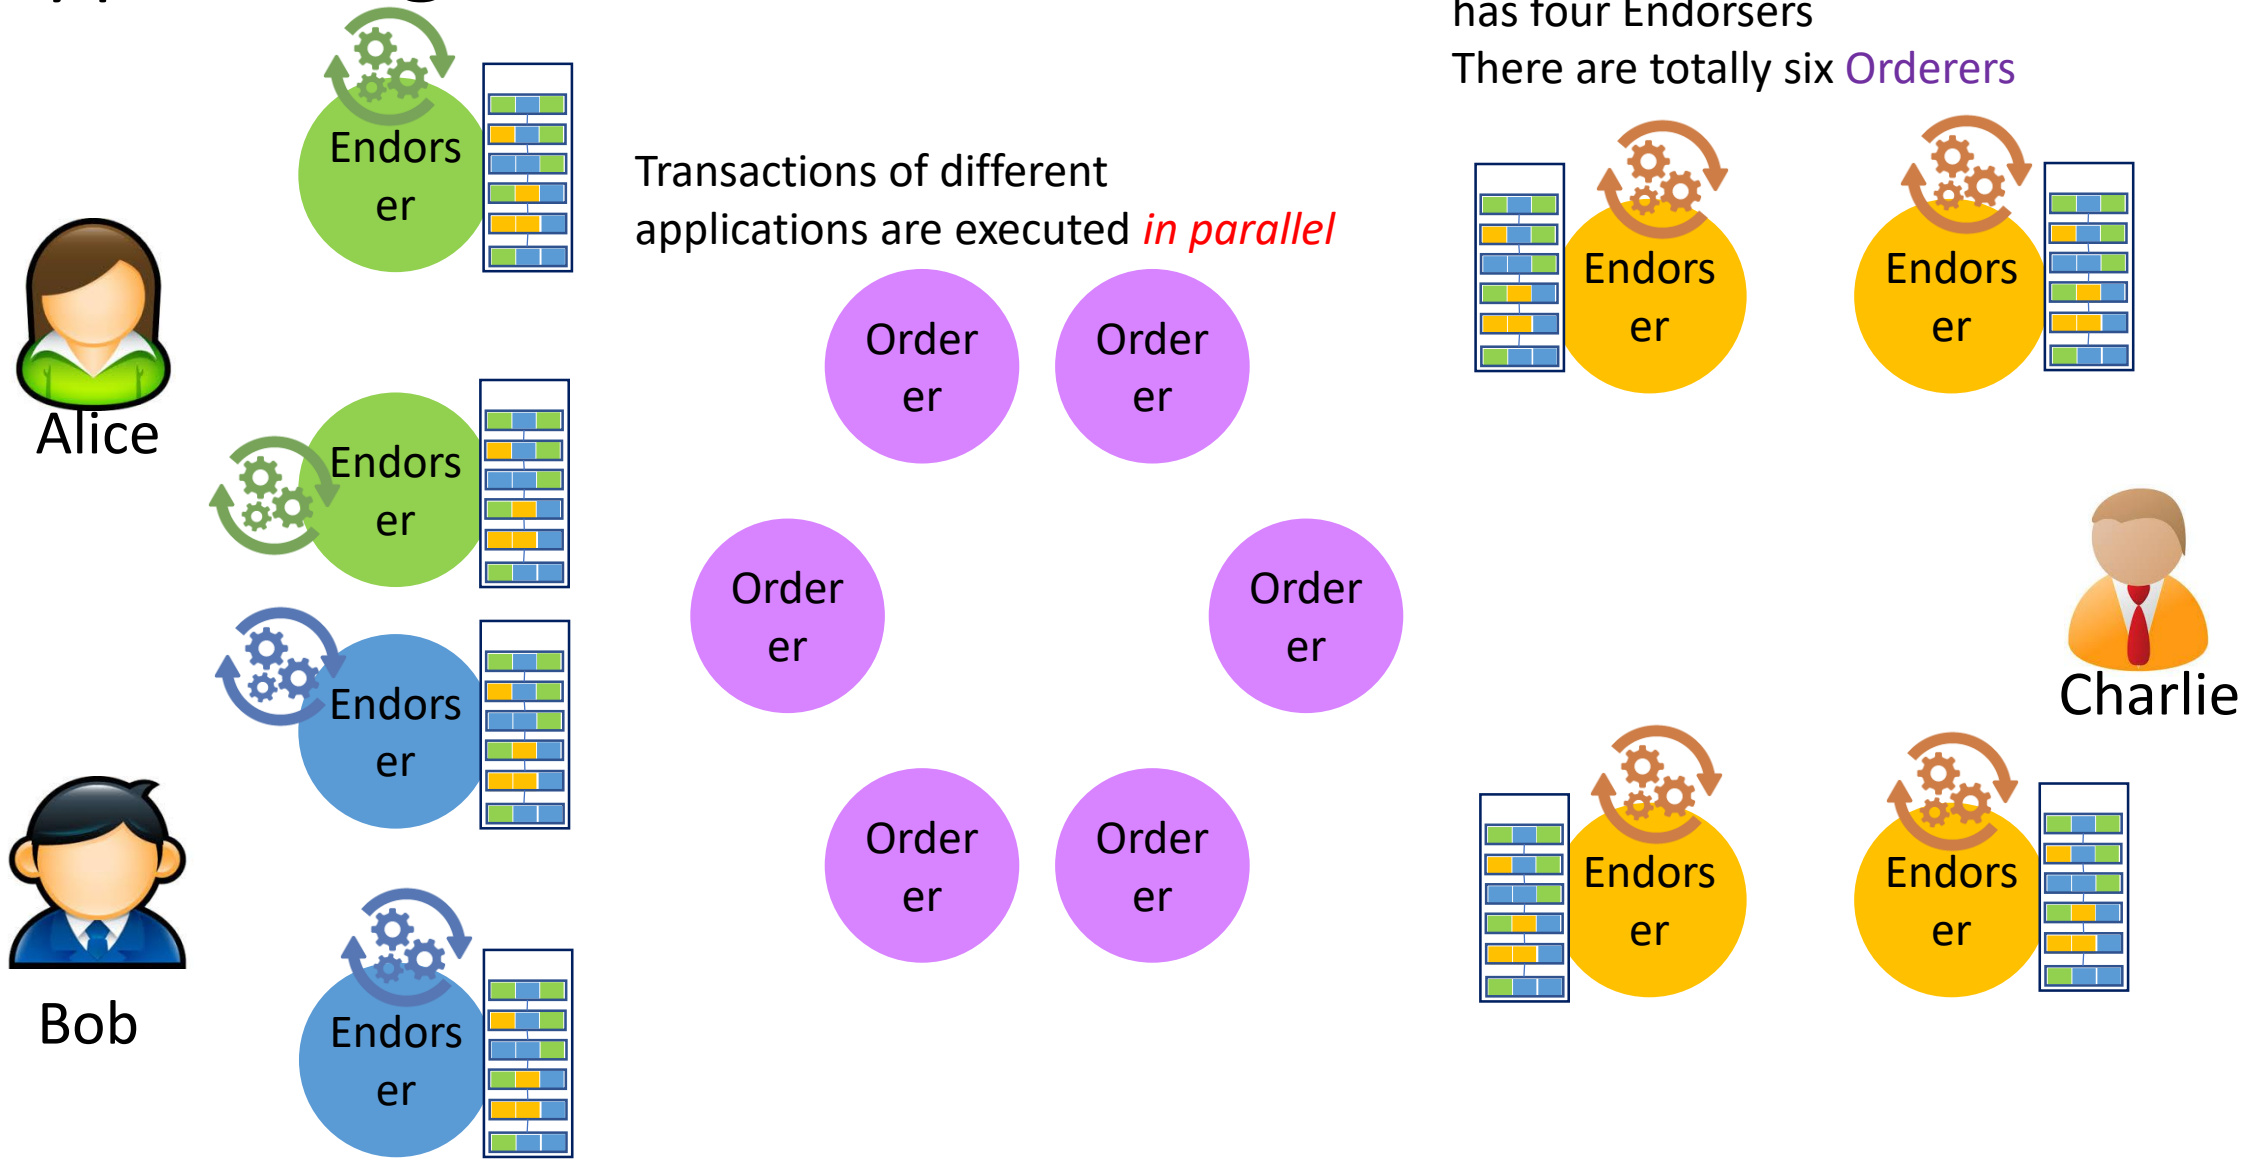 has four Endorsers
There are totally six Orderers
Endors
er
Transactions of different
applications are executed in parallel
Endors
er
Endors
er
Order
er
Order
er
Alice
Endors
er
Order
er
Order
er
Endors
er
Charlie
Order
er
Order
er
Endors
er
Endors
er
Bob
Endors
er